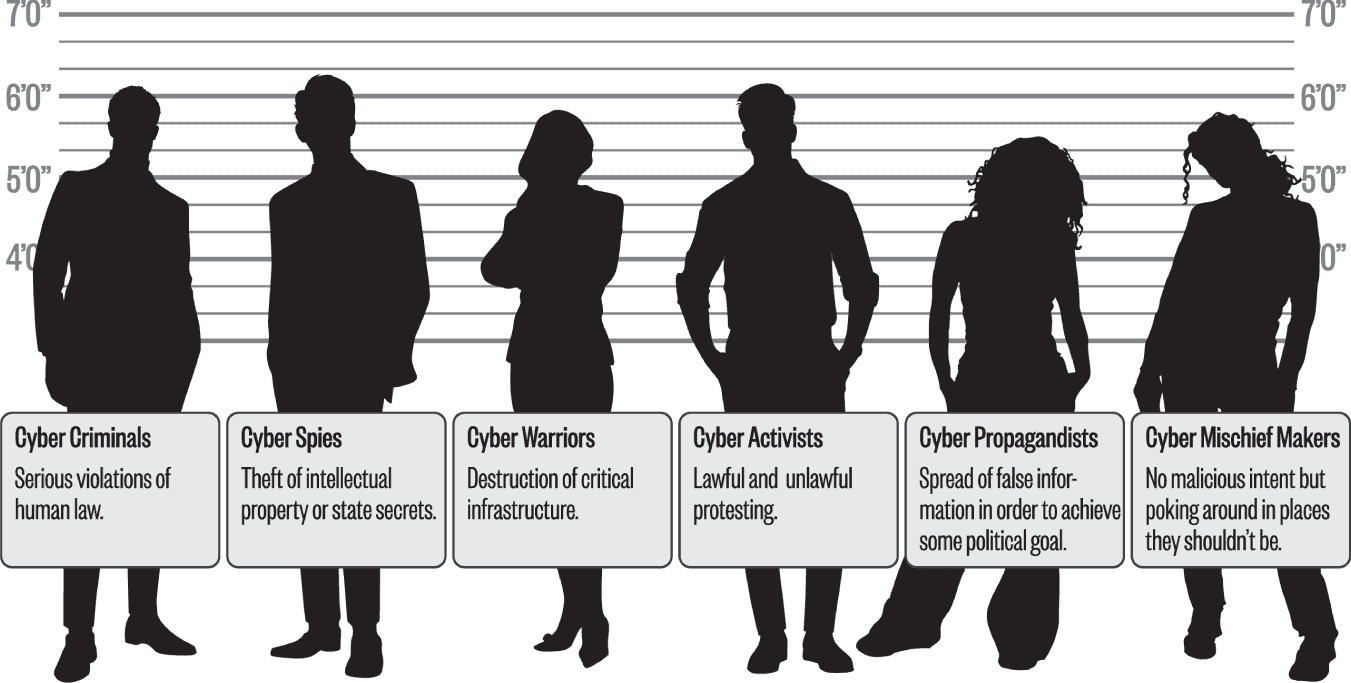 7'0"
7'0"
6'0"
6'0"
5'0"
5'0"
4'0
0"
Cyber Criminals
Serious violations of
human law.
Cyber Spies
Theft of intellectual
property or state secrets.
Cyber Warriors
Destruction of critical
infrastructure.
Cyber Activists
Lawful and unlawful
protesting.
Cyber Propagandists
Spread of false infor-
mation in order to achieve
some political goal.
Cyber Mischief Makers
No malicious intent but
poking around in places
they shouldn't be.